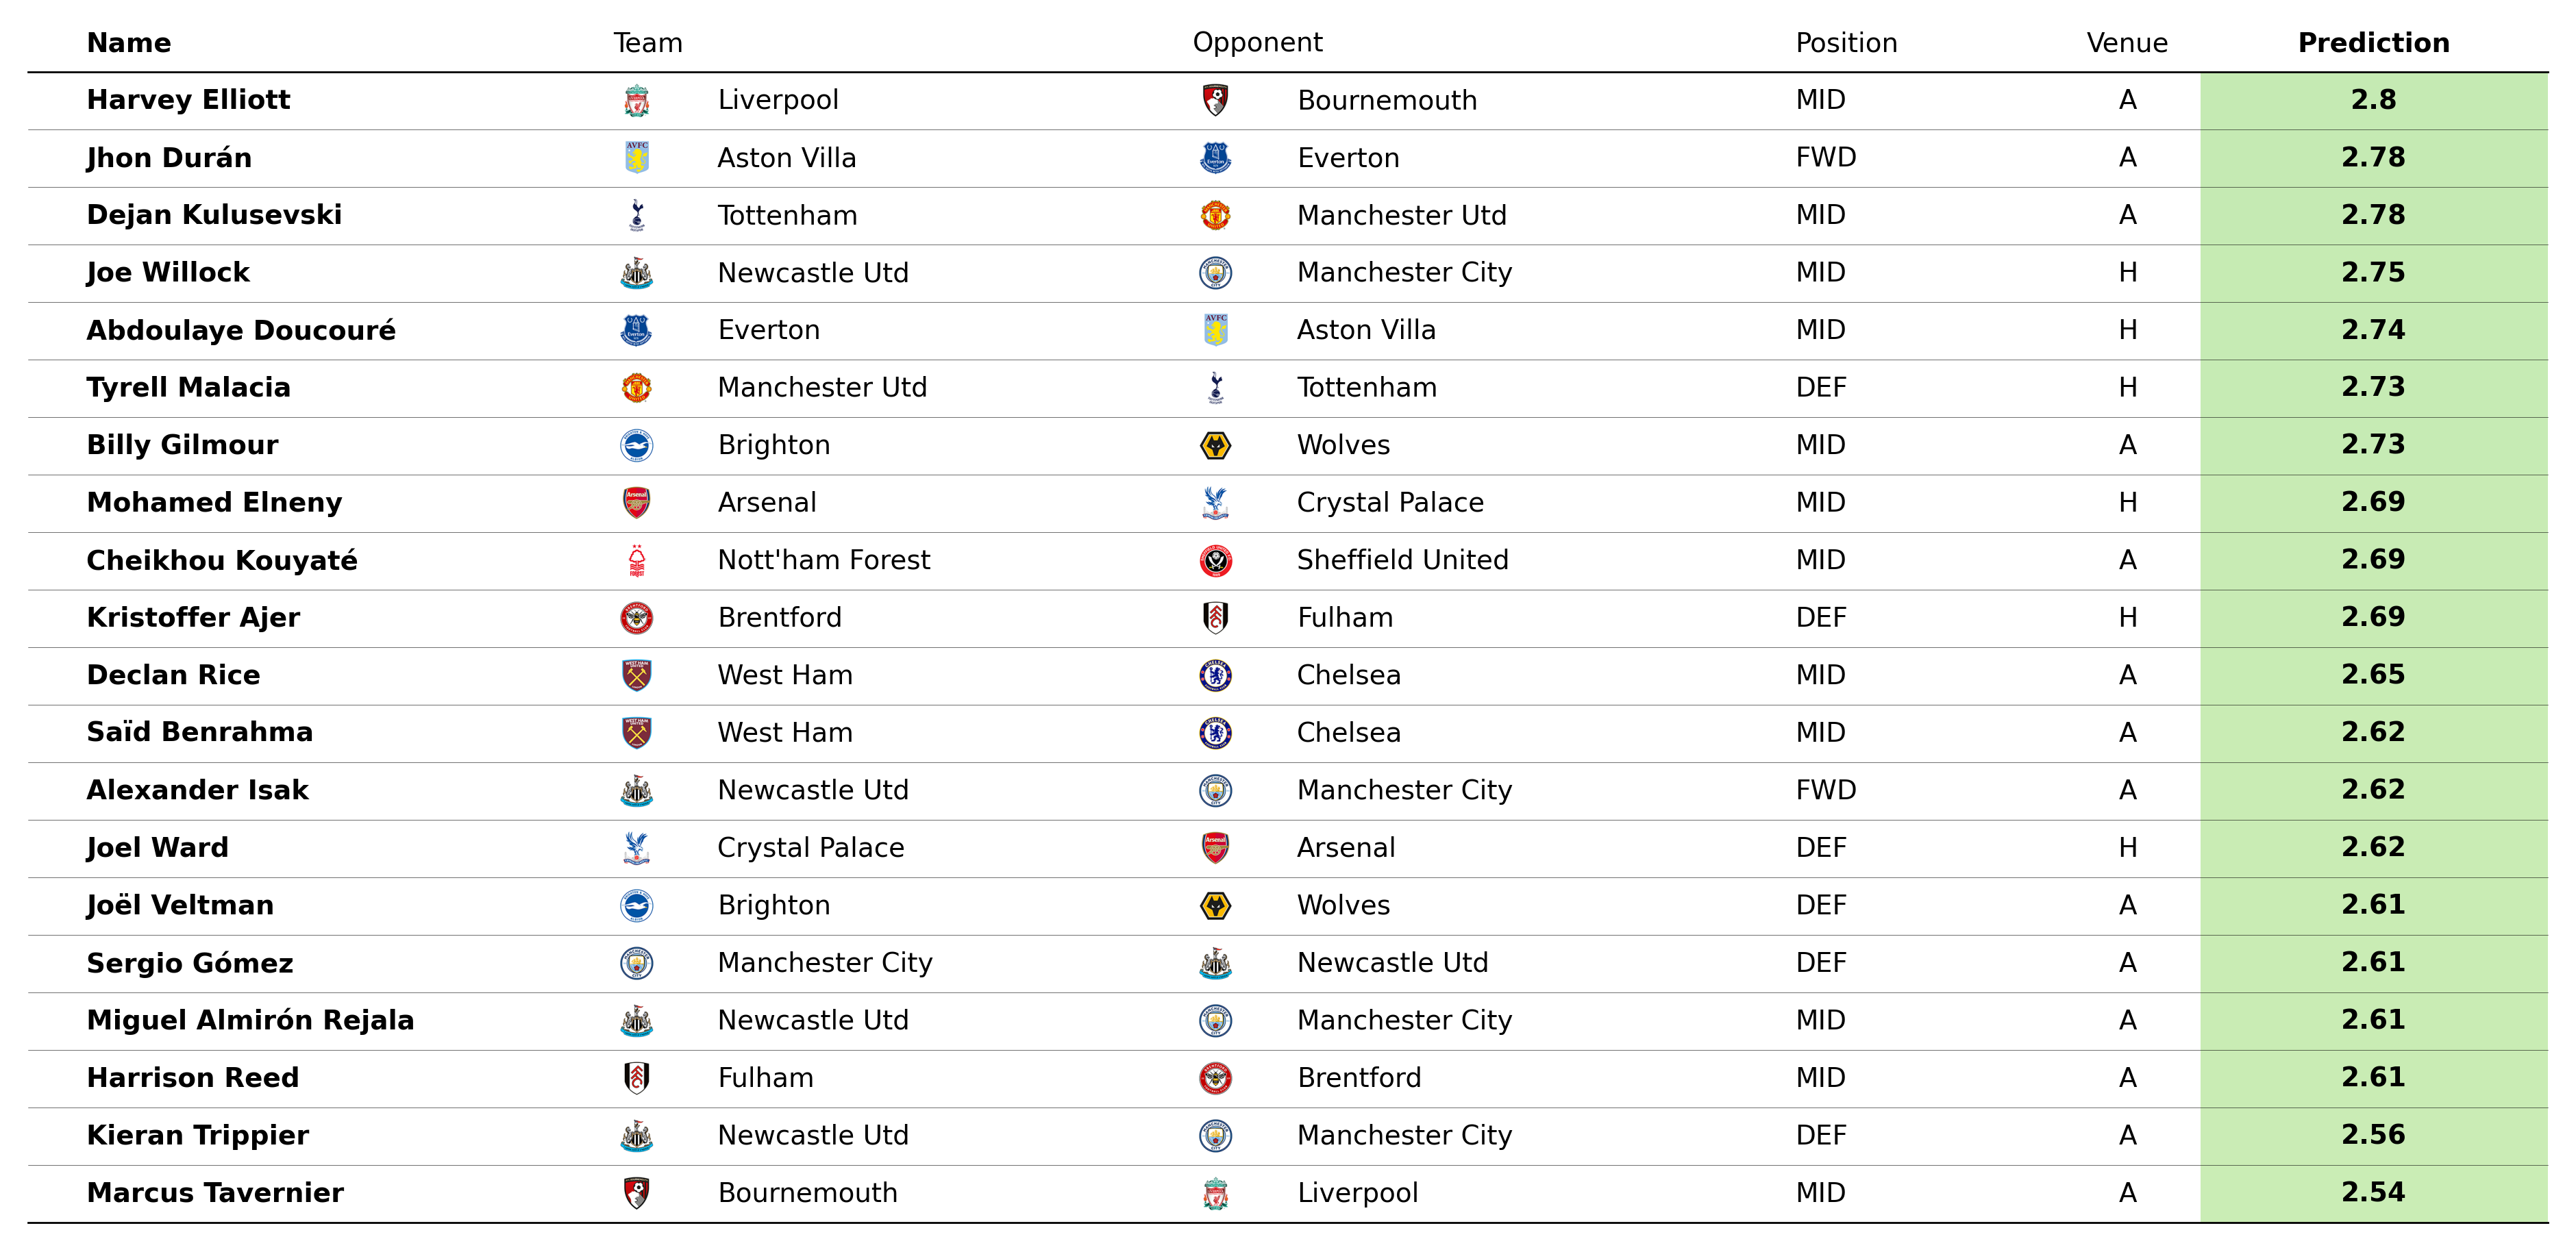 Name Team Opponent Position Venue Prediction
Harvey Elliott Liverpool Bournemouth MID A 2.8
Jhon Durán Aston Villa Everton FWD A 2.78
Dejan Kulusevski Tottenham Manchester Utd MID A 2.78
Joe Willock Newcastle Utd Manchester City MID H 2.75
Abdoulaye Doucouré Everton Aston Villa MID H 2.74
Tyrell Malacia Manchester Utd Tottenham DEF H 2.73
Billy Gilmour Brighton Wolves MID A 2.73
Mohamed Elneny Arsenal Crystal Palace MID H 2.69
Cheikhou Kouyaté Nott'ham Forest Sheffield United MID A 2.69
Kristoffer Ajer Brentford Fulham DEF H 2.69
Declan Rice West Ham Chelsea MID A 2.65
Saïd Benrahma West Ham Chelsea MID A 2.62
Alexander Isak Newcastle Utd Manchester City FWD A 2.62
Joel Ward Crystal Palace Arsenal DEF H 2.62
Joël Veltman Brighton Wolves DEF A 2.61
Sergio Gómez Manchester City Newcastle Utd DEF A 2.61
Miguel Almirón Rejala Newcastle Utd Manchester City MID A 2.61
Harrison Reed Fulham Brentford MID A 2.61
Kieran Trippier Newcastle Utd Manchester City DEF A 2.56
Marcus Tavernier Bournemouth Liverpool MID A 2.54